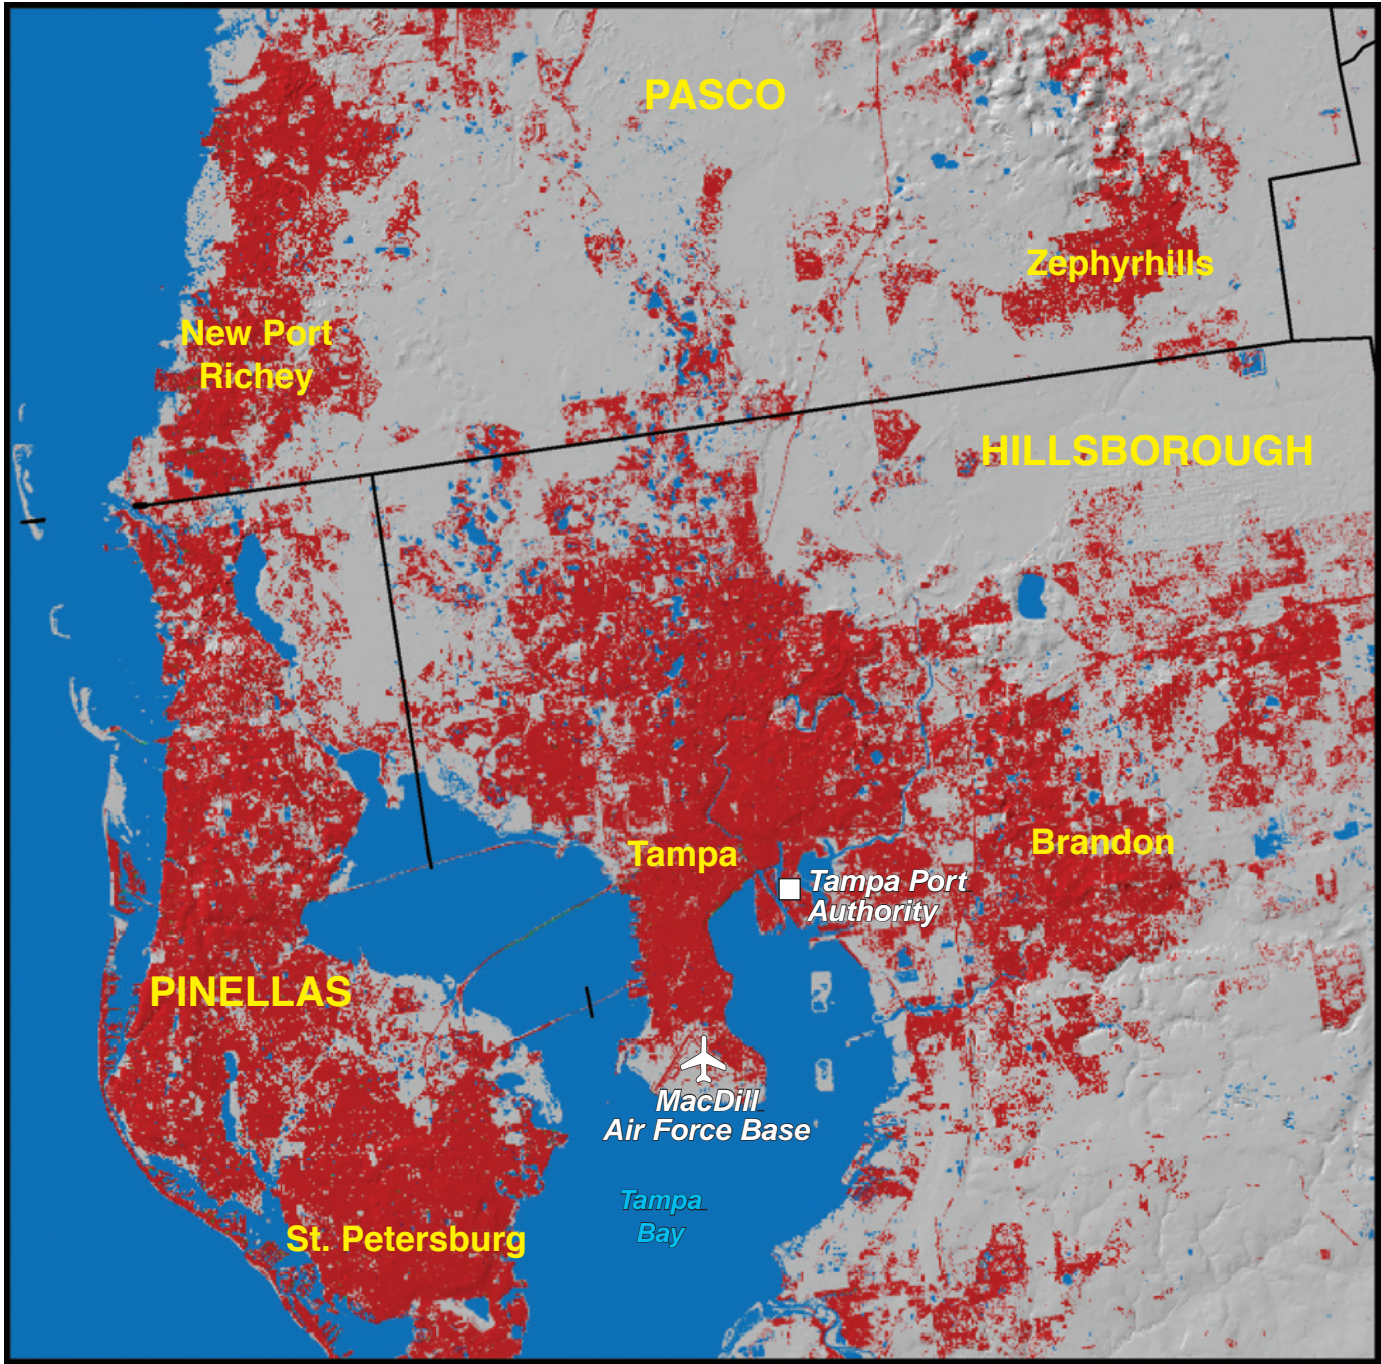 PASCO
Zephyrhills
New Port
Richey
HILLSBOROUGH
Tampa
Brandon
Tampa Port
Authority
PINELLAS
MacDill
Air Force Base
Tampa
Bay
St. Petersburg